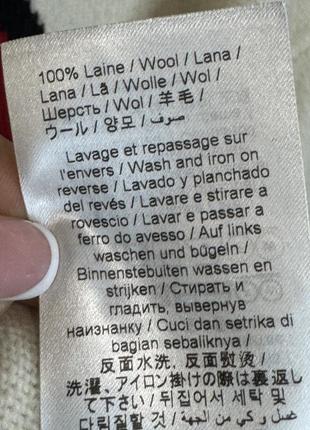 100% Laine / Wool / Lana /
Lana / Lã / Wolle / Wol /
Шерсть / Wol / 羊毛 /
ウール / 양모 / صوف /
Lavage et repassage sur
l'envers / Wash and iron on
reverse / Lavado y planchado
del revés / Lavare e stirare a
rovescio / Lavar e passar a
ferro do avesso / Auf links
waschen und bügeln /
Binnenstebuiten wassen en
strijken / Стирать и
гладить, вывернув
наизнанку / Cuci dan setrika di
bagian sebaliknya /
反面水洗, 反面熨烫 /
洗濯、アイロン掛けの際は裏返し
て下さい / 뒤집어서 세탁 및
다림질할 것 / غسل و كي من الجهة